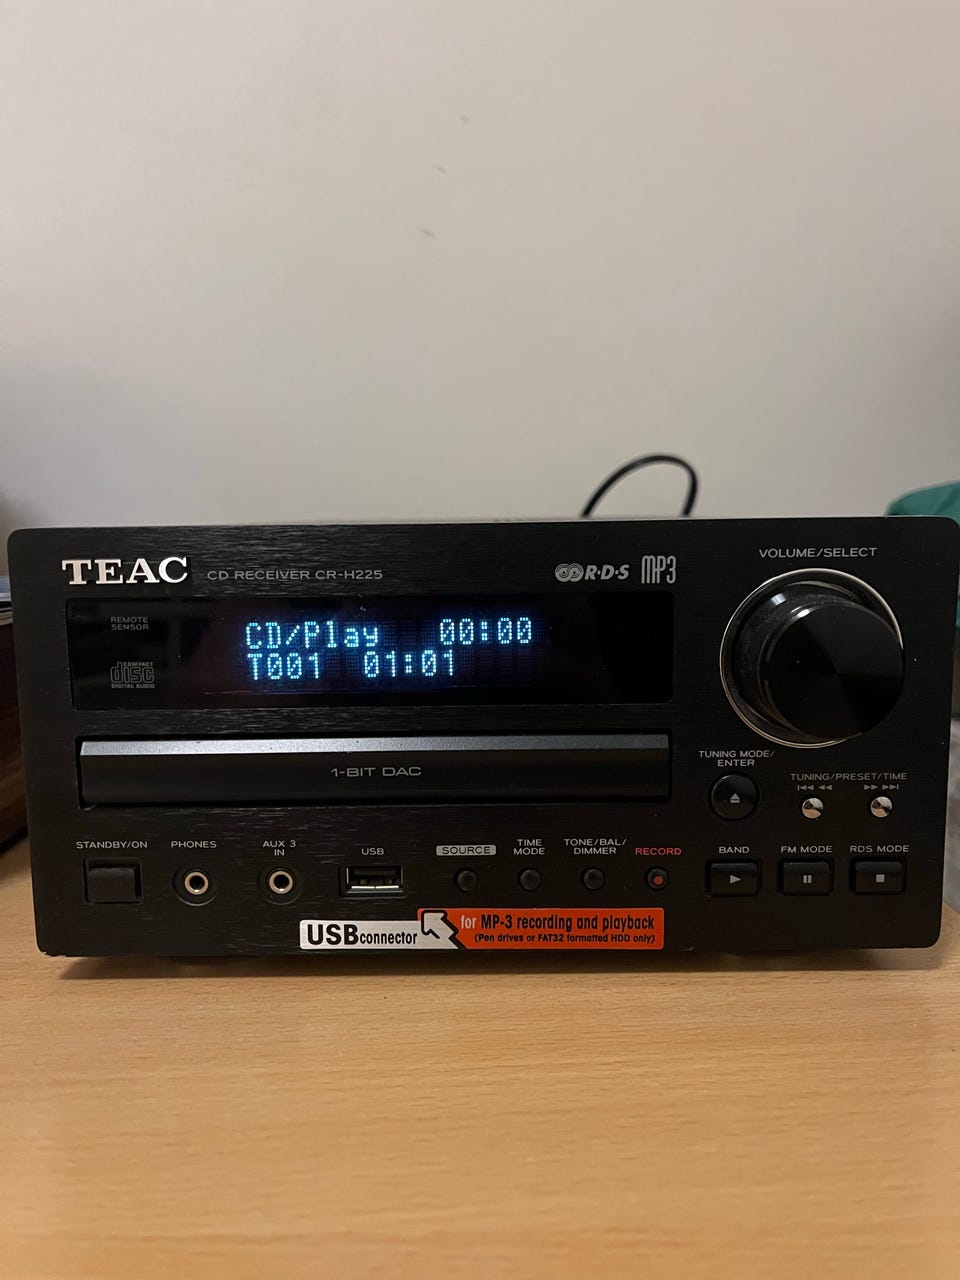 VOLUME/SELECT
TEAC CD RECEIVER CR-H225 R·D·S MP3
REMOTE
SENSOR
CD/Play 00:00
T001 01:01
COMPACT
disc
DIGITAL AUDIO
1-BIT DAC
TUNING MODE/
ENTER
TUNING/PRESET/TIME
STANDBY/ON
PHONES
AUX 3
IN
USB
SOURCE
TIME
MODE
TONE/BAL/
DIMMER
RECORD
BAND
FM MODE
RDS MODE
USB connector
for MP-3 recording and playback
(Pen drives or FAT32 formatted HDD only)